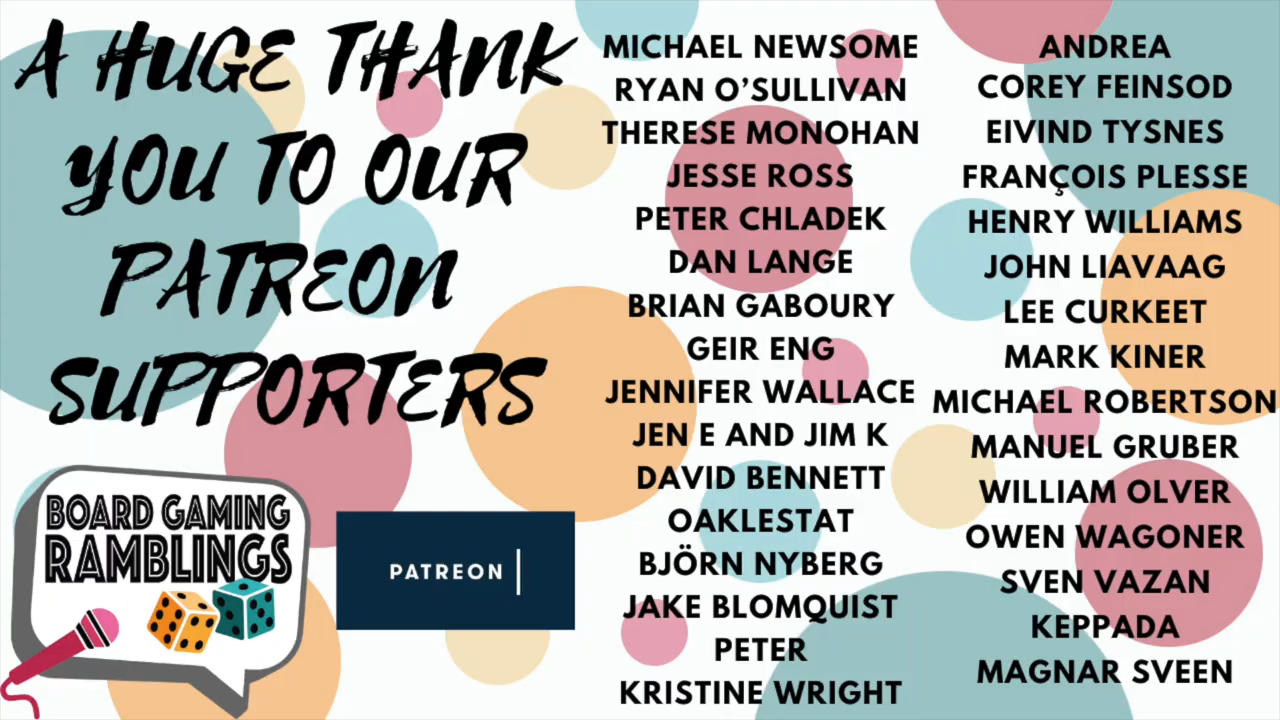 A HUGE THANK
YOU TO OUR
PATREON
SUPPORTERS
BOARD GAMING
RAMBLINGS
PATREON
MICHAEL NEWSOME
RYAN O’SULLIVAN
THERESE MONOHAN
JESSE ROSS
PETER CHLADEK
DAN LANGE
BRIAN GABOURY
GEIR ENG
JENNIFER WALLACE
JEN E AND JIM K
DAVID BENNETT
OAKLESTAT
BJÖRN NYBERG
JAKE BLOMQUIST
PETER
KRISTINE WRIGHT
ANDREA
COREY FEINSOD
EIVIND TYSNES
FRANÇOIS PLESSE
HENRY WILLIAMS
JOHN LIAVAAG
LEE CURKEET
MARK KINER
MICHAEL ROBERTSON
MANUEL GRUBER
WILLIAM OLVER
OWEN WAGONER
SVEN VAZAN
KEPPADA
MAGNAR SVEEN